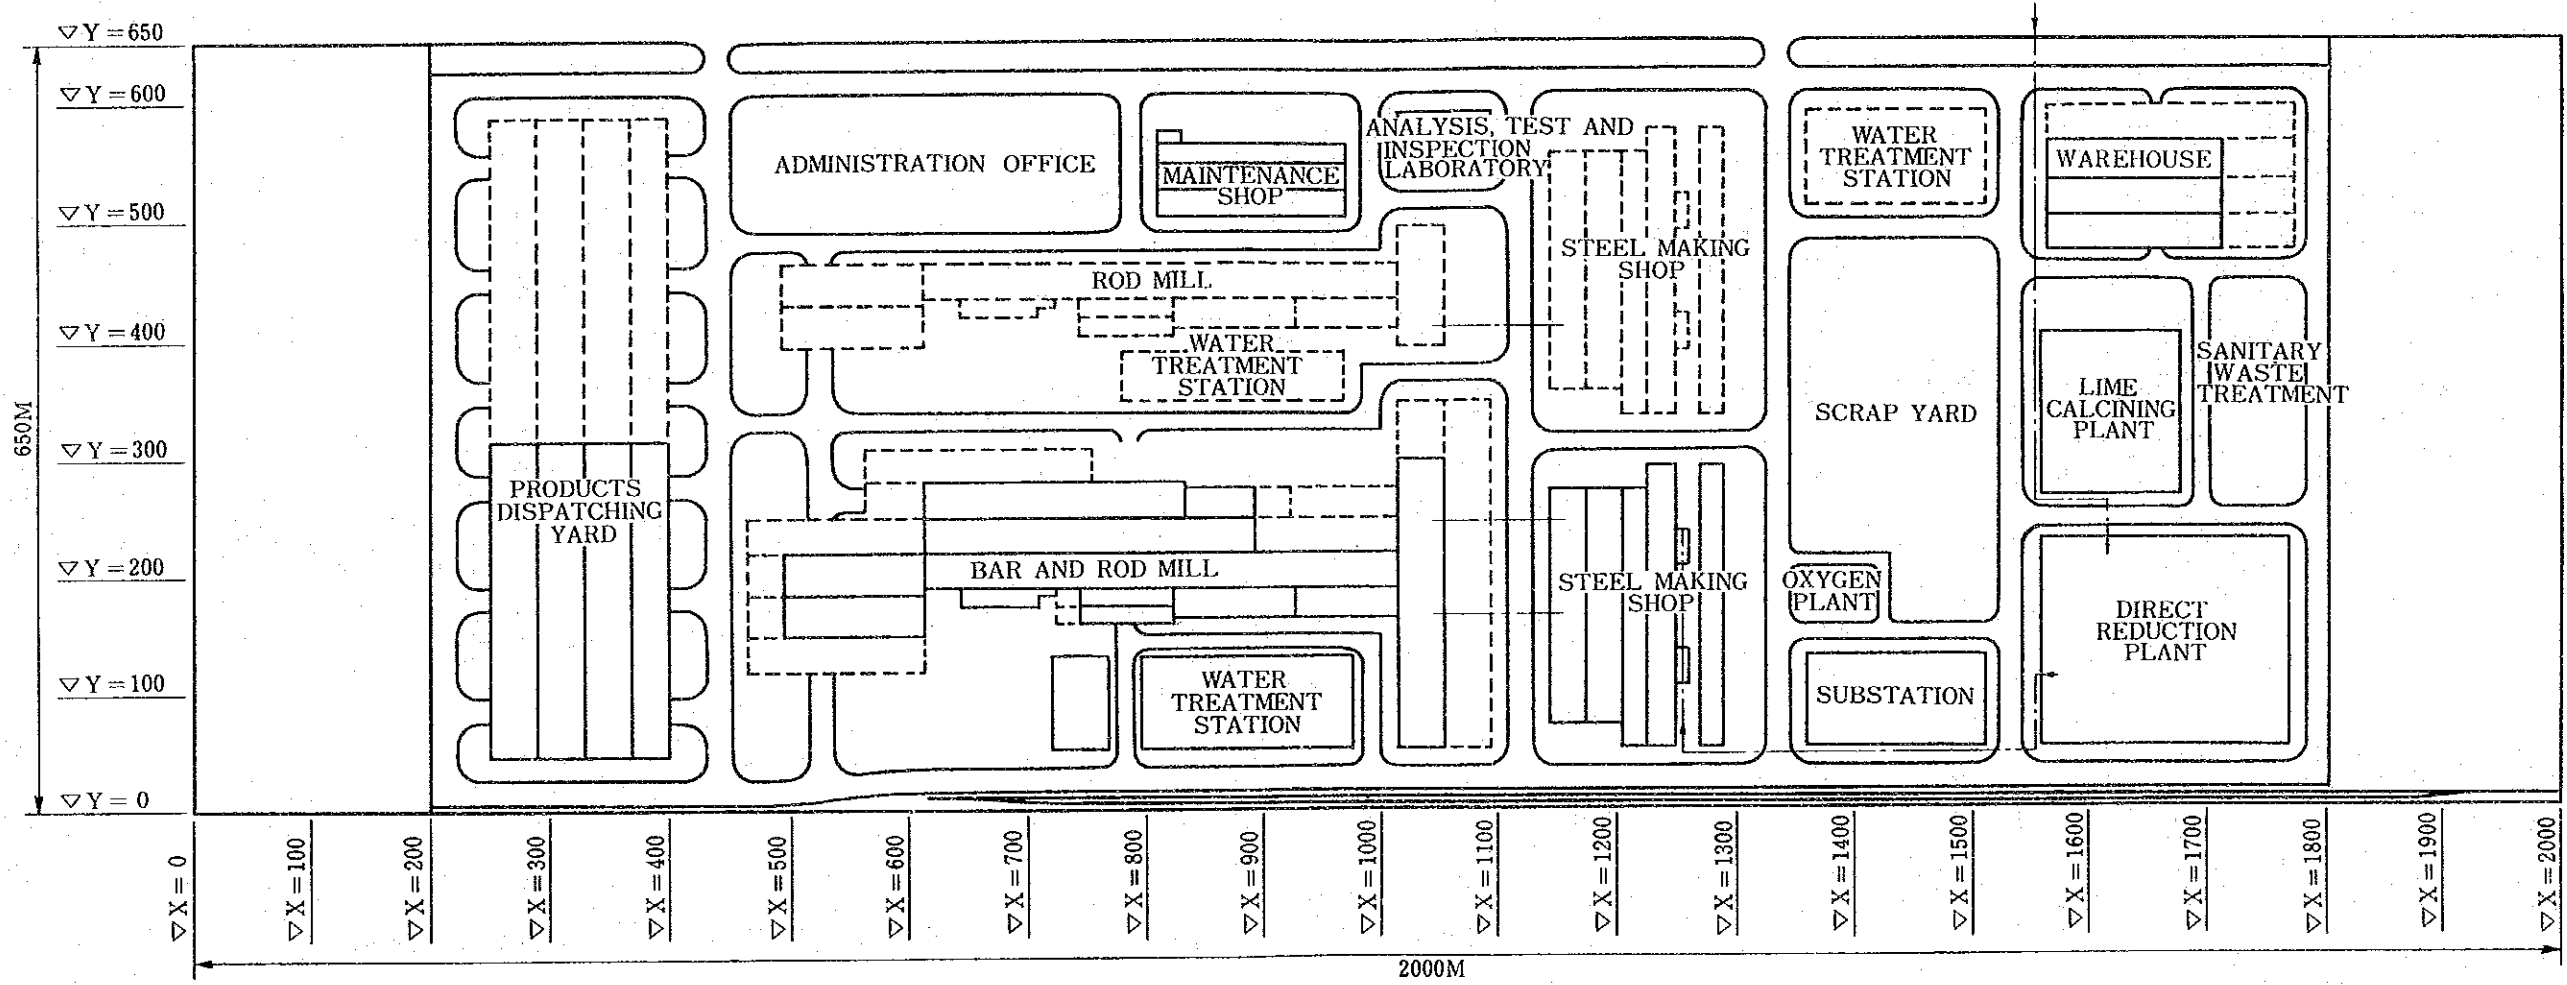 ▽Y=650
▽Y=600
▽Y=500
▽Y=400
▽Y=300
▽Y=200
▽Y=100
▽Y=0
650M
ADMINISTRATION OFFICE
MAINTENANCE
SHOP
ANALYSIS, TEST AND
INSPECTION
LABORATORY
STEEL MAKING
SHOP
WATER
TREATMENT
STATION
WAREHOUSE
ROD MILL
WATER
TREATMENT
STATION
SCRAP YARD
LIME
CALCINING
PLANT
SANITARY
WASTE
TREATMENT
PRODUCTS
DISPATCHING
YARD
BAR AND ROD MILL
STEEL MAKING
SHOP
OXYGEN
PLANT
DIRECT
REDUCTION
PLANT
WATER
TREATMENT
STATION
SUBSTATION
▽X=0
▽X=100
▽X=200
▽X=300
▽X=400
▽X=500
▽X=600
▽X=700
▽X=800
▽X=900
▽X=1000
▽X=1100
▽X=1200
▽X=1300
▽X=1400
▽X=1500
▽X=1600
▽X=1700
▽X=1800
▽X=1900
▽X=2000
2000M